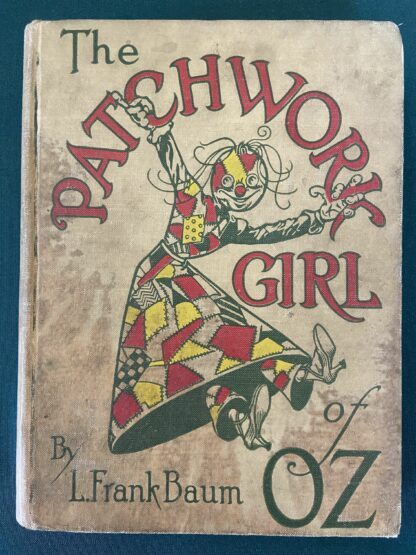 The
PATCHWORK
GIRL
of
OZ
By
L. Frank Baum